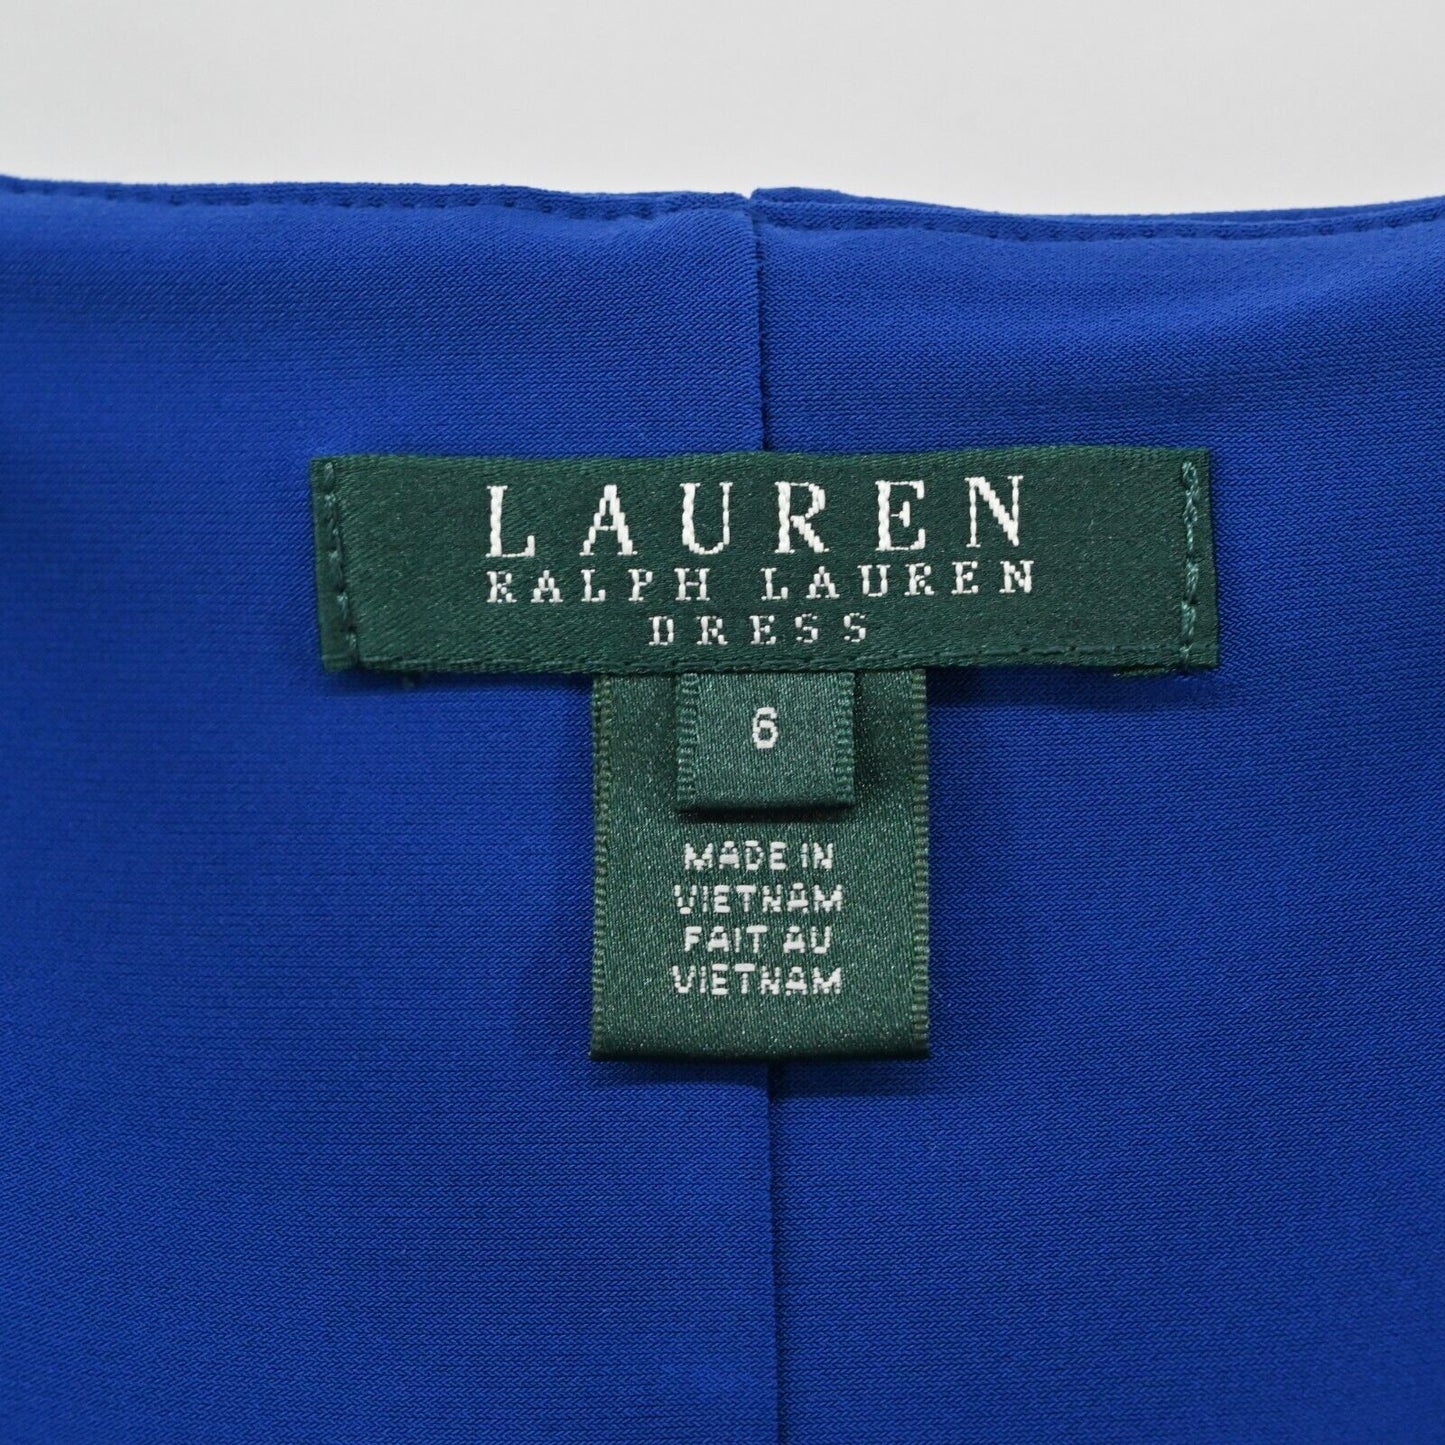 LAUREN
RALPH LAUREN
DRESS
6
MADE IN
VIETNAM
FAIT AU
VIETNAM